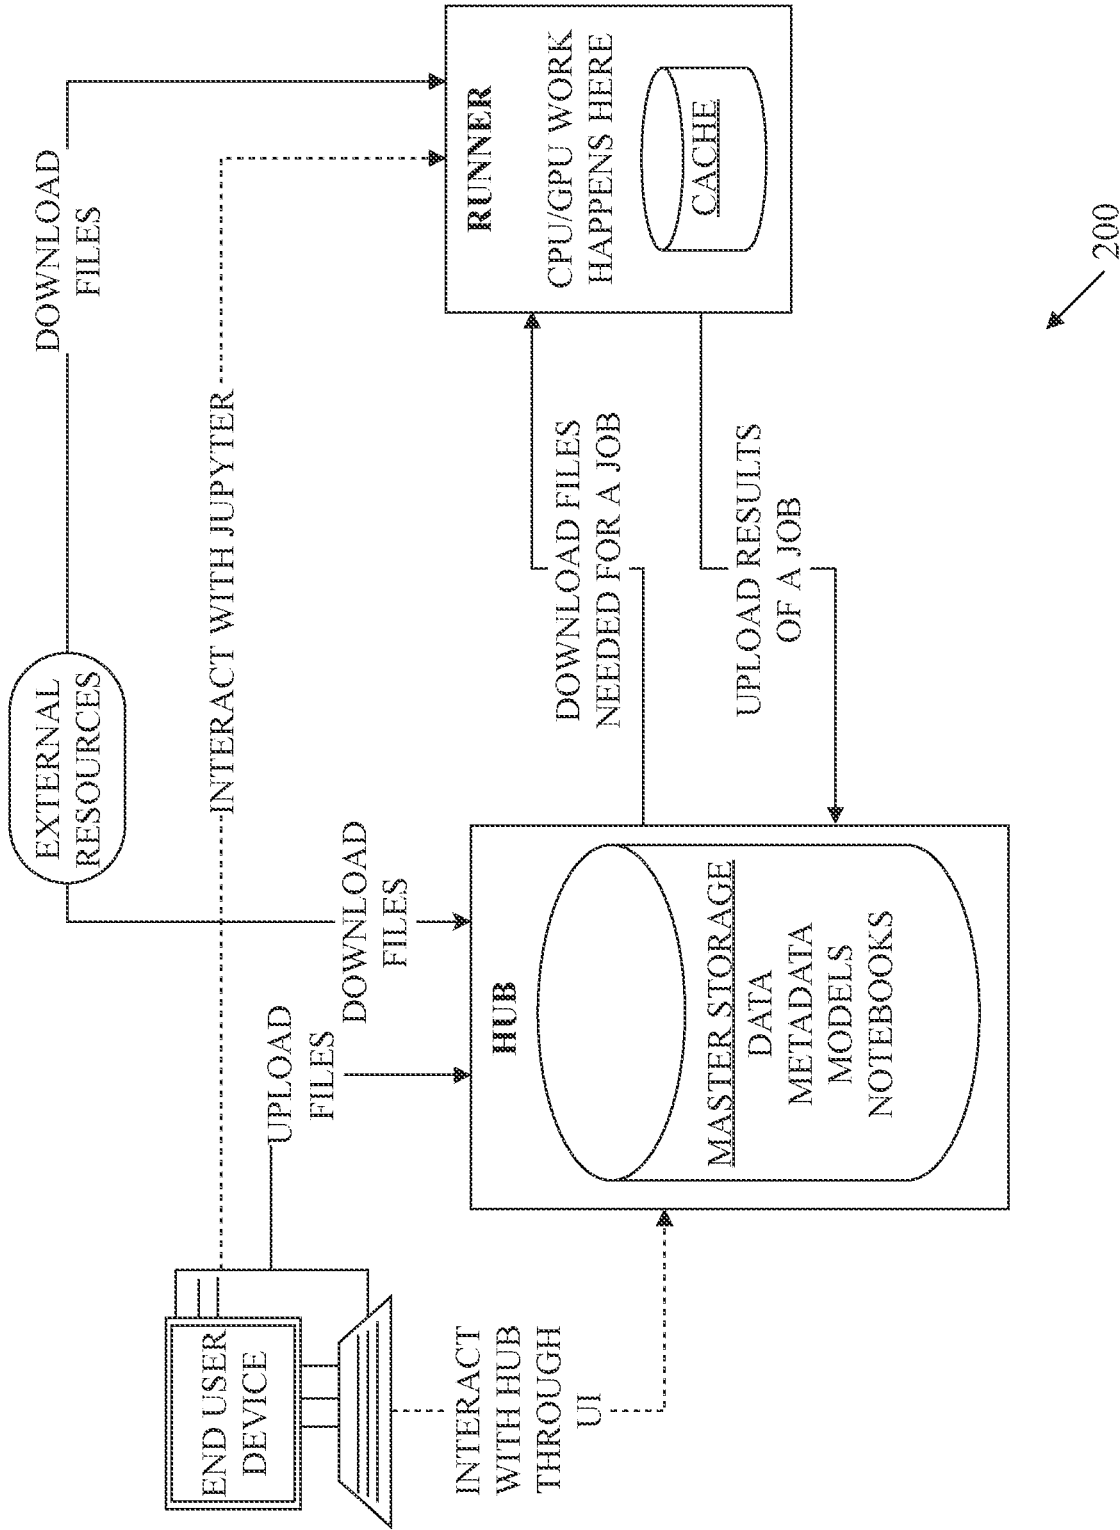 EXTERNAL
RESOURCES
DOWNLOAD
FILES
INTERACT WITH JUPYTER
END USER
DEVICE
UPLOAD
FILES
DOWNLOAD
FILES
INTERACT
WITH HUB
THROUGH
UI
HUB
MASTER STORAGE
DATA
METADATA
MODELS
NOTEBOOKS
DOWNLOAD FILES
NEEDED FOR A JOB
UPLOAD RESULTS
OF A JOB
RUNNER
CPU/GPU WORK
HAPPENS HERE
CACHE
200